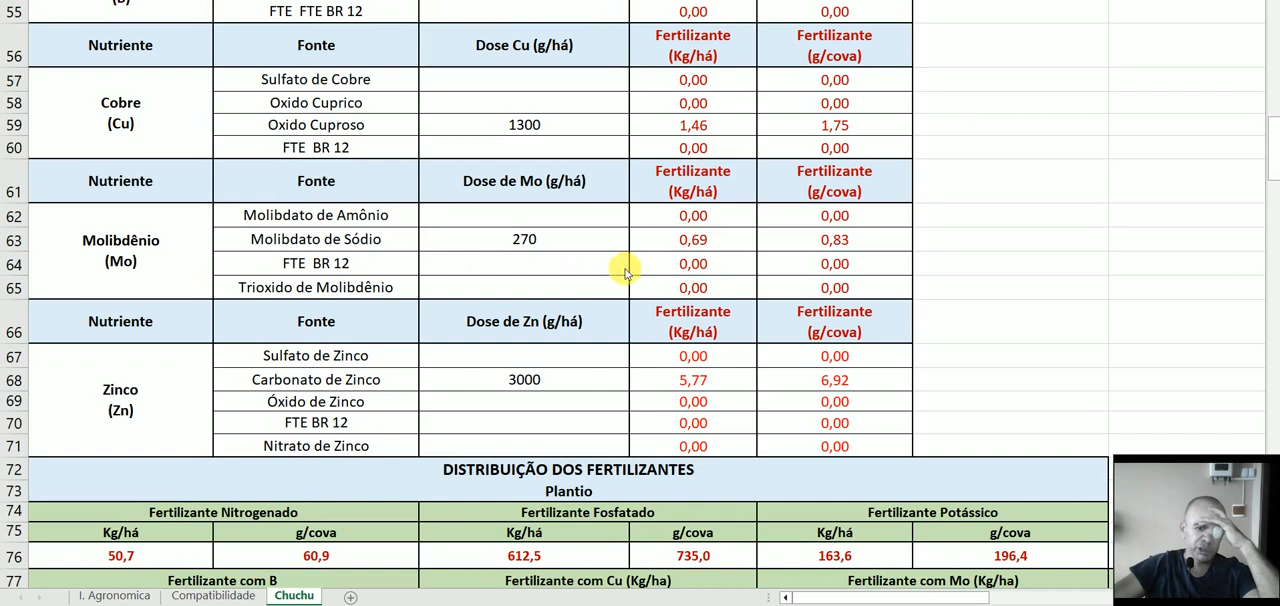 55 FTE FTE BR 12 0,00 0,00
56 Nutriente Fonte Dose Cu (g/há) Fertilizante (Kg/há) Fertilizante (g/cova)
57 Sulfato de Cobre 0,00 0,00
58 Cobre (Cu) Oxido Cuprico 0,00 0,00
59 Oxido Cuproso 1300 1,46 1,75
60 FTE BR 12 0,00 0,00
61 Nutriente Fonte Dose de Mo (g/há) Fertilizante (Kg/há) Fertilizante (g/cova)
62 Molibdato de Amônio 0,00 0,00
63 Molibdênio (Mo) Molibdato de Sódio 270 0,69 0,83
64 FTE BR 12 0,00 0,00
65 Trioxido de Molibdênio 0,00 0,00
66 Nutriente Fonte Dose de Zn (g/há) Fertilizante (Kg/há) Fertilizante (g/cova)
67 Sulfato de Zinco 0,00 0,00
68 Zinco (Zn) Carbonato de Zinco 3000 5,77 6,92
69 Óxido de Zinco 0,00 0,00
70 FTE BR 12 0,00 0,00
71 Nitrato de Zinco 0,00 0,00
72 DISTRIBUIÇÃO DOS FERTILIZANTES
73 Plantio
74 Fertilizante Nitrogenado Fertilizante Fosfatado Fertilizante Potássico
75 Kg/há g/cova Kg/há g/cova Kg/há g/cova
76 50,7 60,9 612,5 735,0 163,6 196,4
77 Fertilizante com B Fertilizante com Cu (Kg/ha) Fertilizante com Mo (Kg/ha)
I. Agronomica Compatibilidade Chuchu